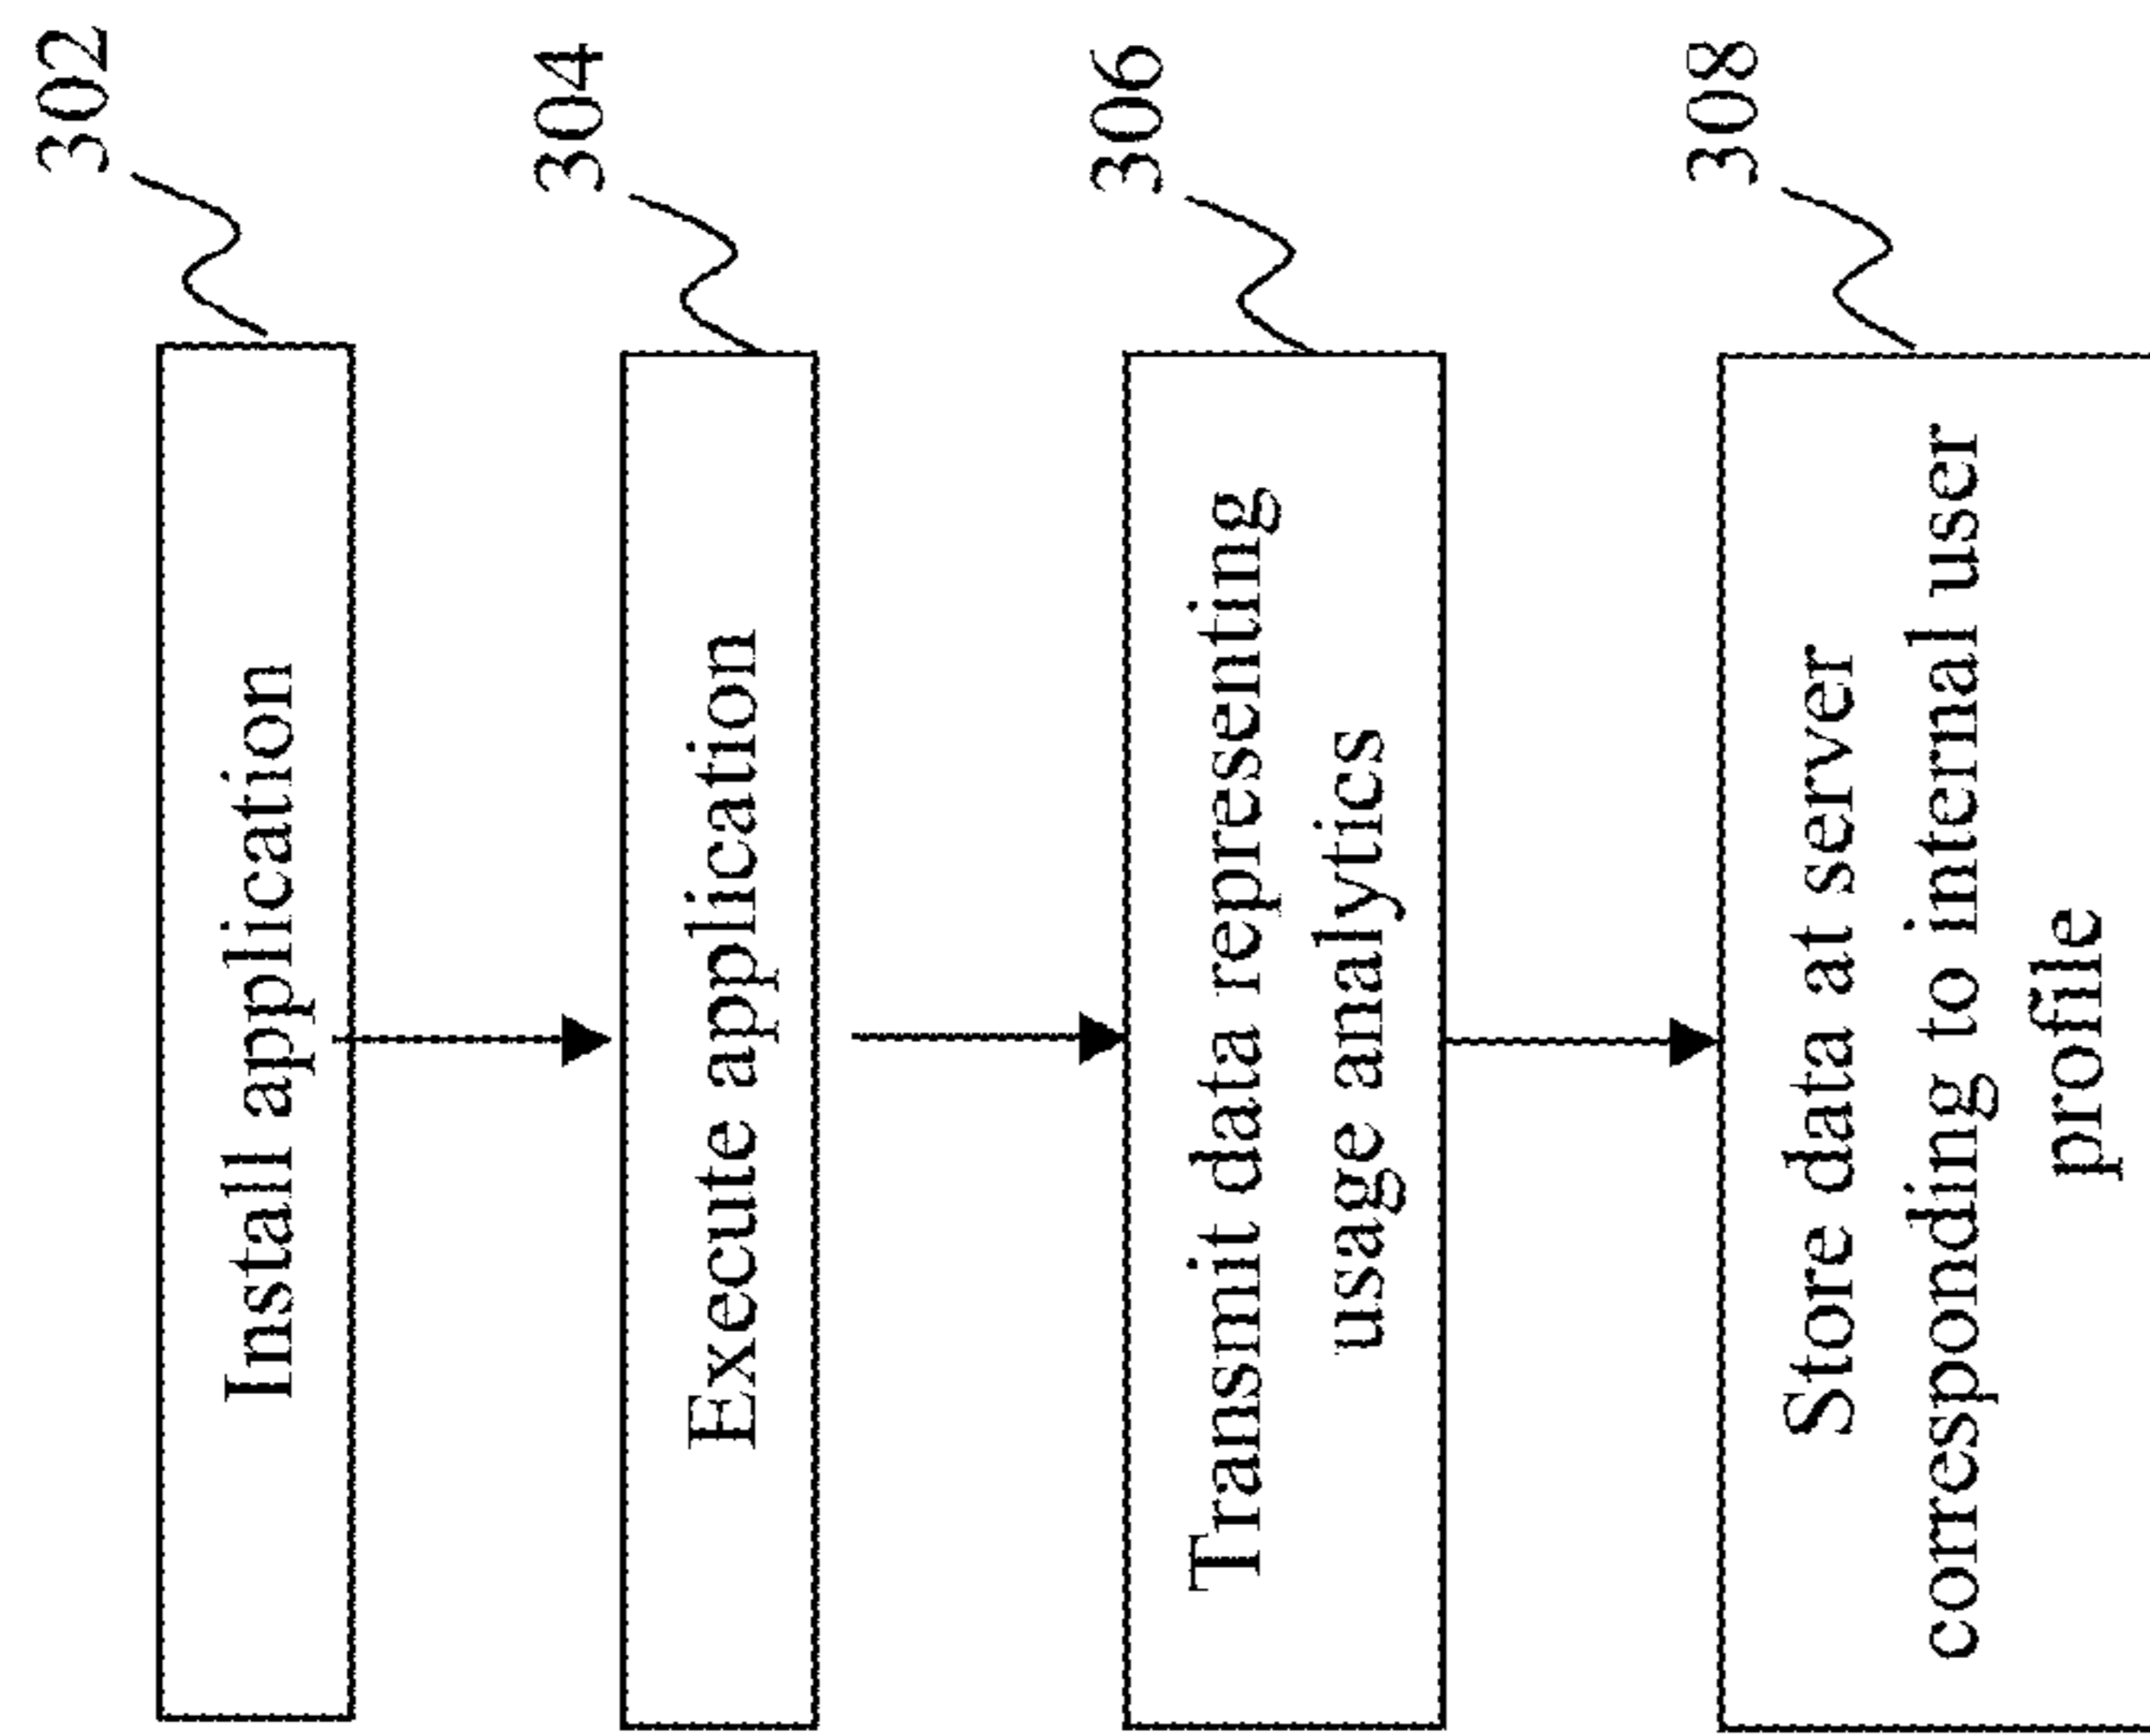 302
Install application
304
Execute application
306
Transmit data representing
usage analytics
308
Store data at server
corresponding to internal user
profile